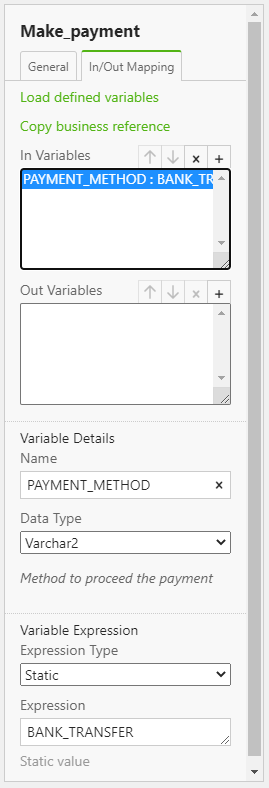 Make_payment
General
In/Out Mapping
Load defined variables
Copy business reference
In Variables
PAYMENT_METHOD : BANK_TR
Out Variables
Variable Details
Name
PAYMENT_METHOD
Data Type
Varchar2
Method to proceed the payment
Variable Expression
Expression Type
Static
Expression
BANK_TRANSFER
Static value